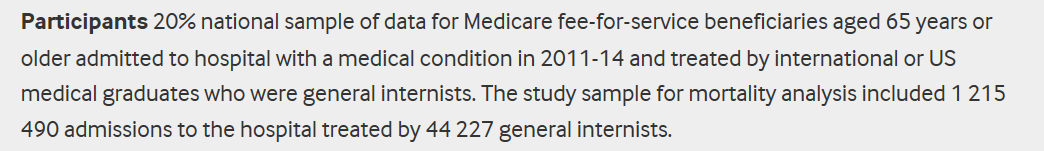 Participants 20% national sample of data for Medicare fee-for-service beneficiaries aged 65 years or
older admitted to hospital with a medical condition in 2011-14 and treated by international or US
medical graduates who were general internists. The study sample for mortality analysis included 1 215
490 admissions to the hospital treated by 44 227 general internists.